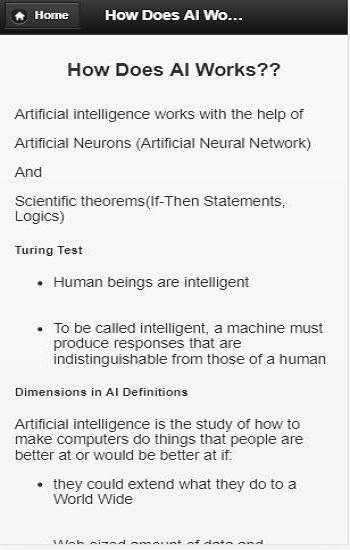 Home
How Does AI Wo...
How Does AI Works??
Artificial intelligence works with the help of
Artificial Neurons (Artificial Neural Network)
And
Scientific theorems(If-Then Statements,
Logics)
Turing Test
• Human beings are intelligent
• To be called intelligent, a machine must
produce responses that are
indistinguishable from those of a human
Dimensions in AI Definitions
Artificial intelligence is the study of how to
make computers do things that people are
better at or would be better at if:
• they could extend what they do to a
World Wide
Web-sized amount of data and